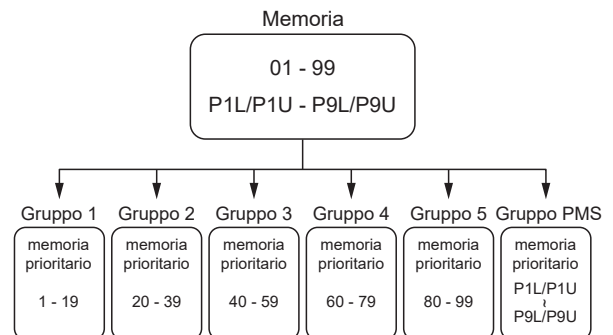 Memoria
01 - 99
P1L/P1U - P9L/P9U
Gruppo 1
memoria
prioritario
1 - 19
Gruppo 2
memoria
prioritario
20 - 39
Gruppo 3
memoria
prioritario
40 - 59
Gruppo 4
memoria
prioritario
60 - 79
Gruppo 5
memoria
prioritario
80 - 99
Gruppo PMS
memoria
prioritario
P1L/P1U
~
P9L/P9U